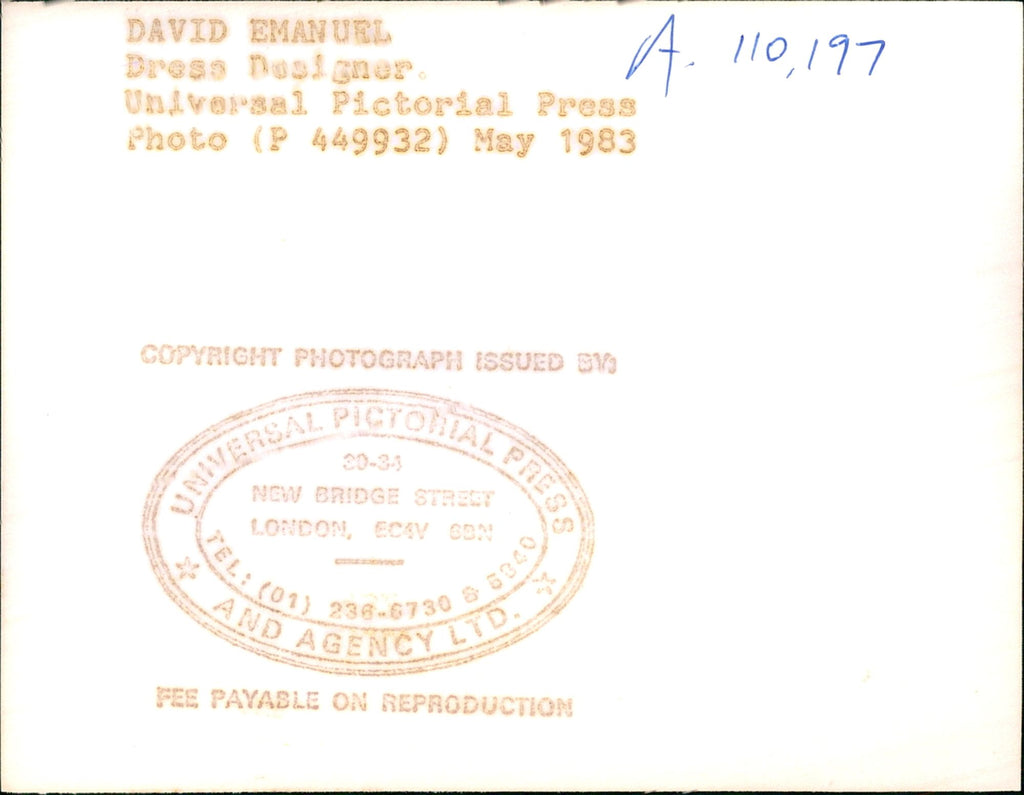 DAVID EMANUEL
Dress Designer.
Universal Pictorial Press
Photo (P 449932) May 1983
A. 110,197
COPYRIGHT PHOTOGRAPH ISSUED BY:
UNIVERSAL PICTORIAL PRESS
30-34
NEW BRIDGE STREET
LONDON, EC4V 6BN
TEL: (01) 236-6730 & 5840
AND AGENCY LTD.
FEE PAYABLE ON REPRODUCTION